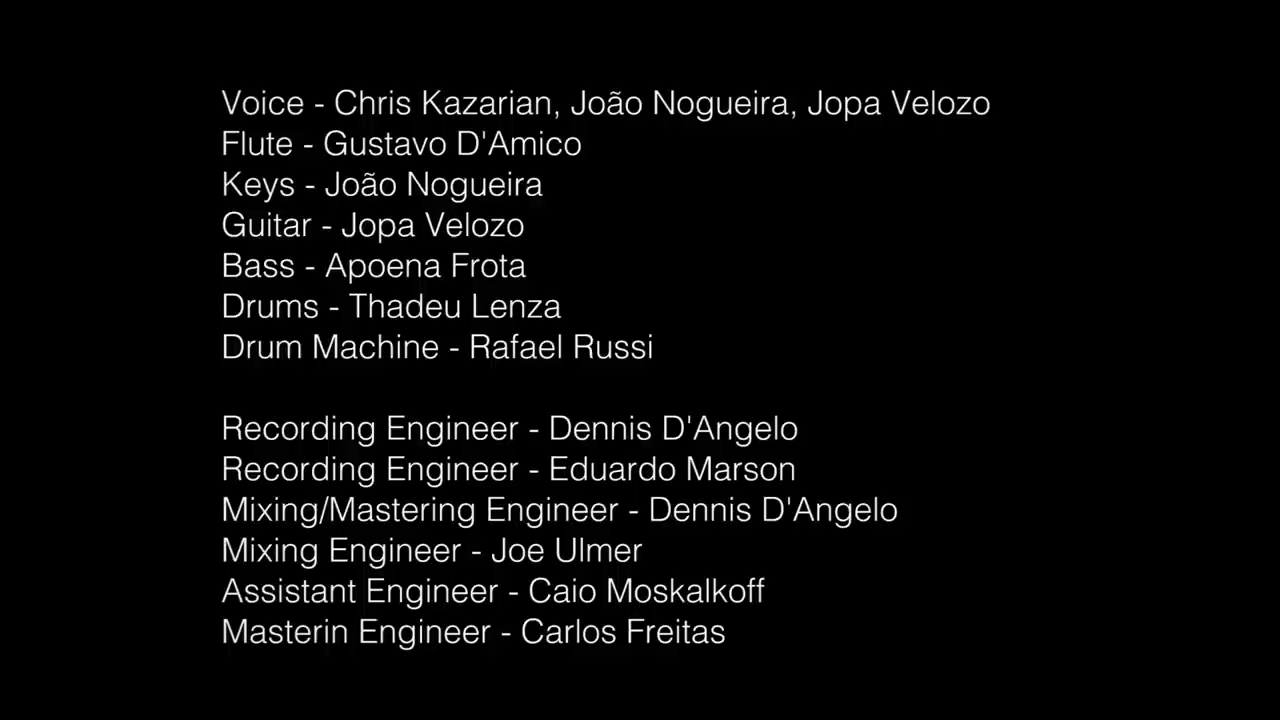 Voice - Chris Kazarian, João Nogueira, Jopa Velozo
Flute - Gustavo D'Amico
Keys - João Nogueira
Guitar - Jopa Velozo
Bass - Apoena Frota
Drums - Thadeu Lenza
Drum Machine - Rafael Russi
Recording Engineer - Dennis D'Angelo
Recording Engineer - Eduardo Marson
Mixing/Mastering Engineer - Dennis D'Angelo
Mixing Engineer - Joe Ulmer
Assistant Engineer - Caio Moskalkoff
Masterin Engineer - Carlos Freitas